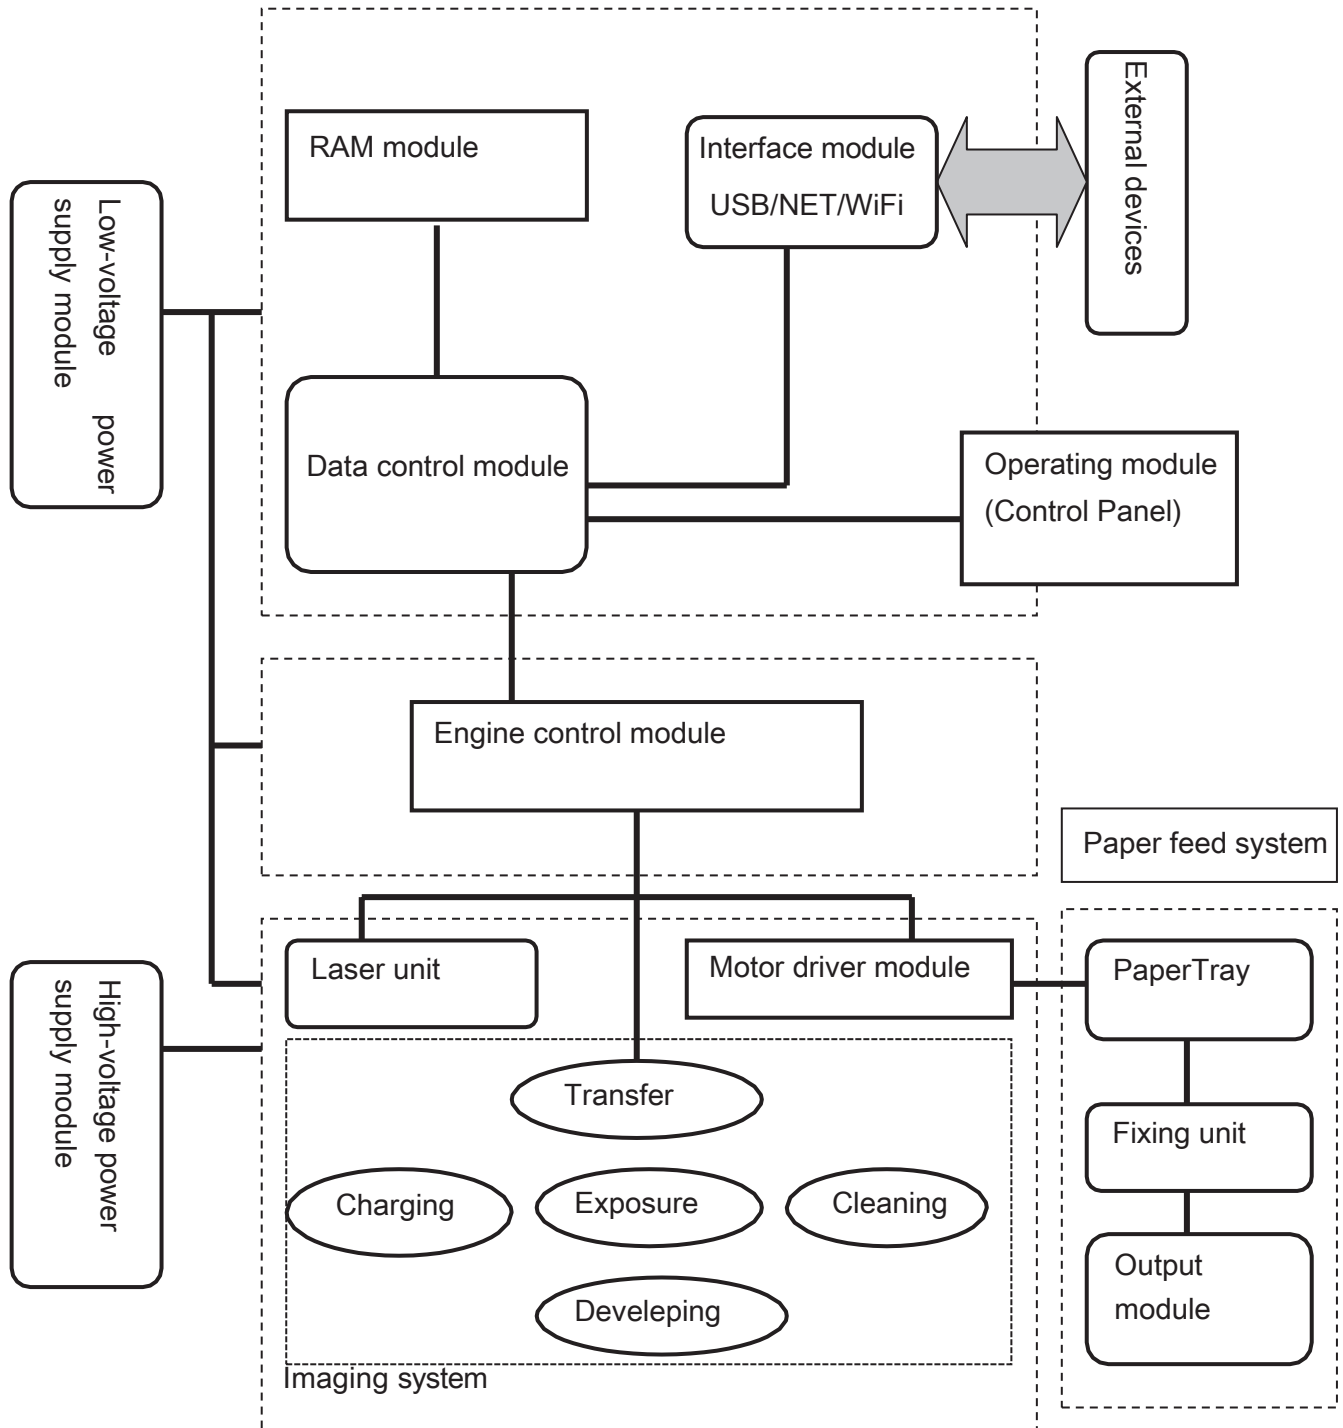 RAM module
Interface module
USB/NET/WiFi
External devices
Low-voltage power
supply module
Data control module
Operating module
(Control Panel)
Engine control module
Paper feed system
Laser unit
Motor driver module
PaperTray
High-voltage power
supply module
Transfer
Fixing unit
Charging
Exposure
Cleaning
Output
module
Develeping
Imaging system